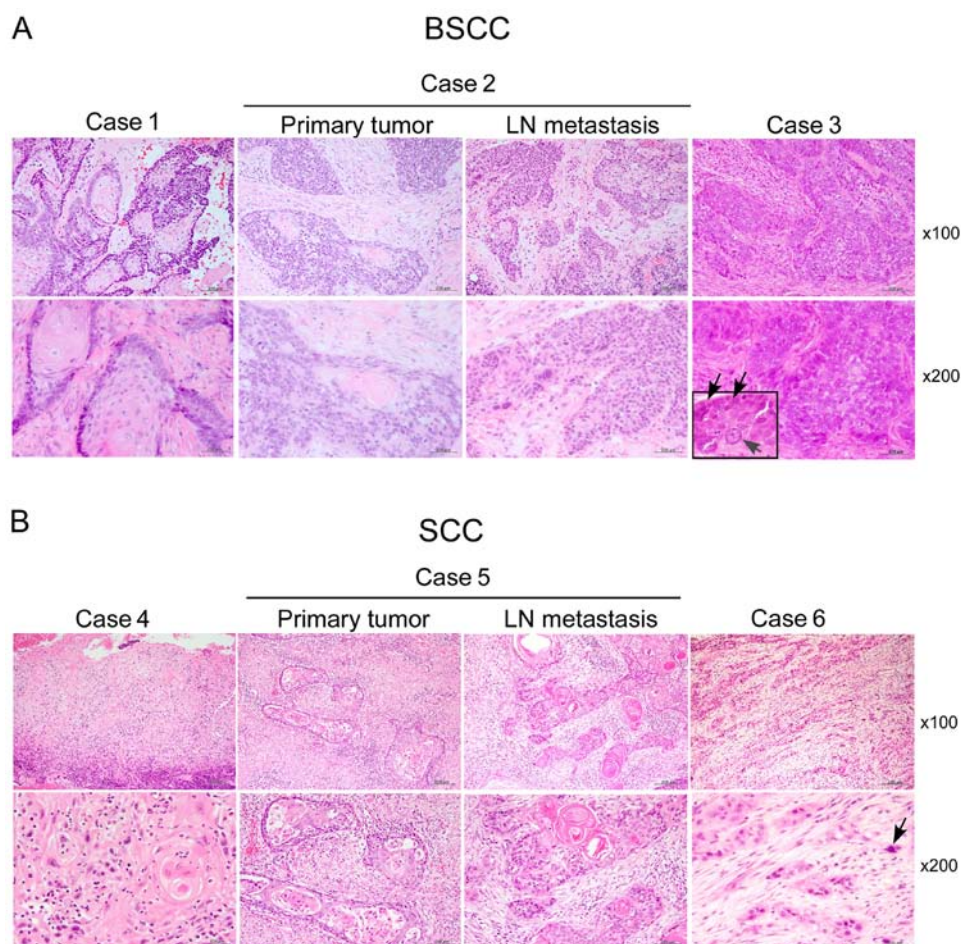 A
BSCC
Case 2
Case 1
Primary tumor
LN metastasis
Case 3
x100
x200
B
SCC
Case 5
Case 4
Primary tumor
LN metastasis
Case 6
x100
x200